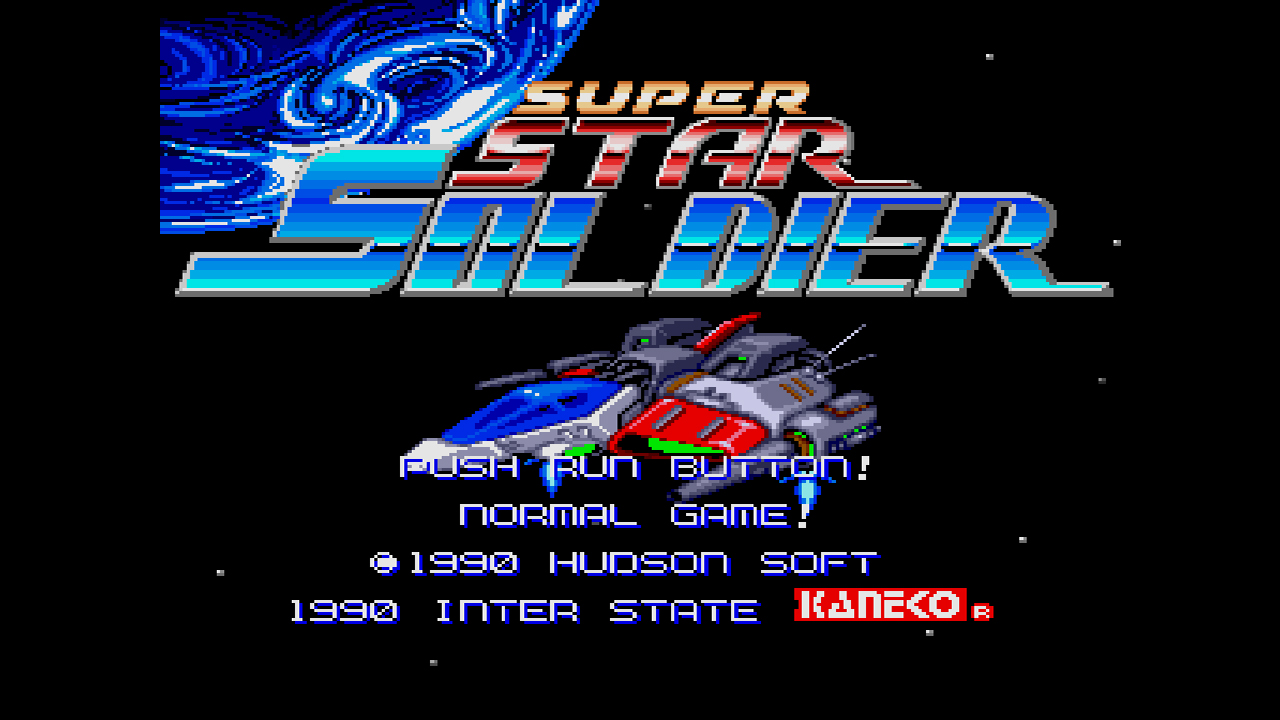 SUPER
STAR
SOLDIER
PUSH RUN BUTTON!
NORMAL GAME!
©1990 HUDSON SOFT
1990 INTER STATE KANEKO ®